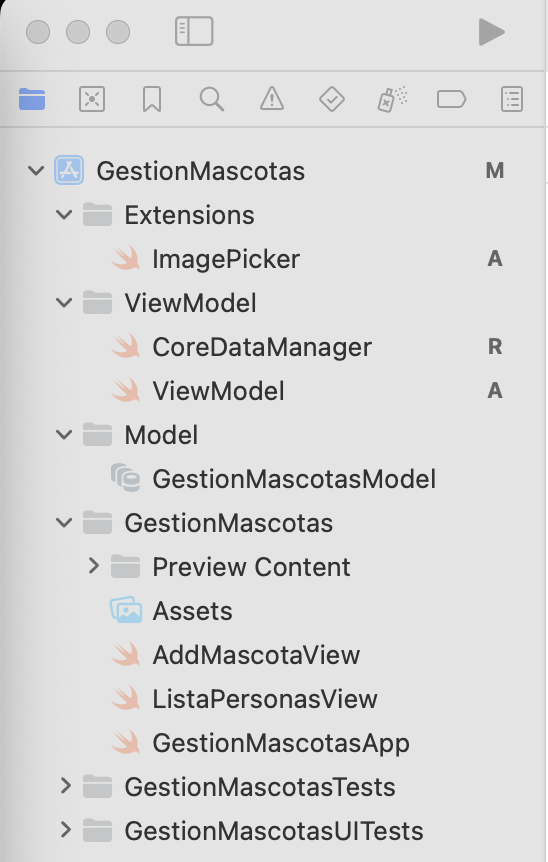 GestionMascotas M
Extensions
ImagePicker A
ViewModel
CoreDataManager R
ViewModel A
Model
GestionMascotasModel
GestionMascotas
Preview Content
Assets
AddMascotaView
ListaPersonasView
GestionMascotasApp
GestionMascotasTests
GestionMascotasUITests